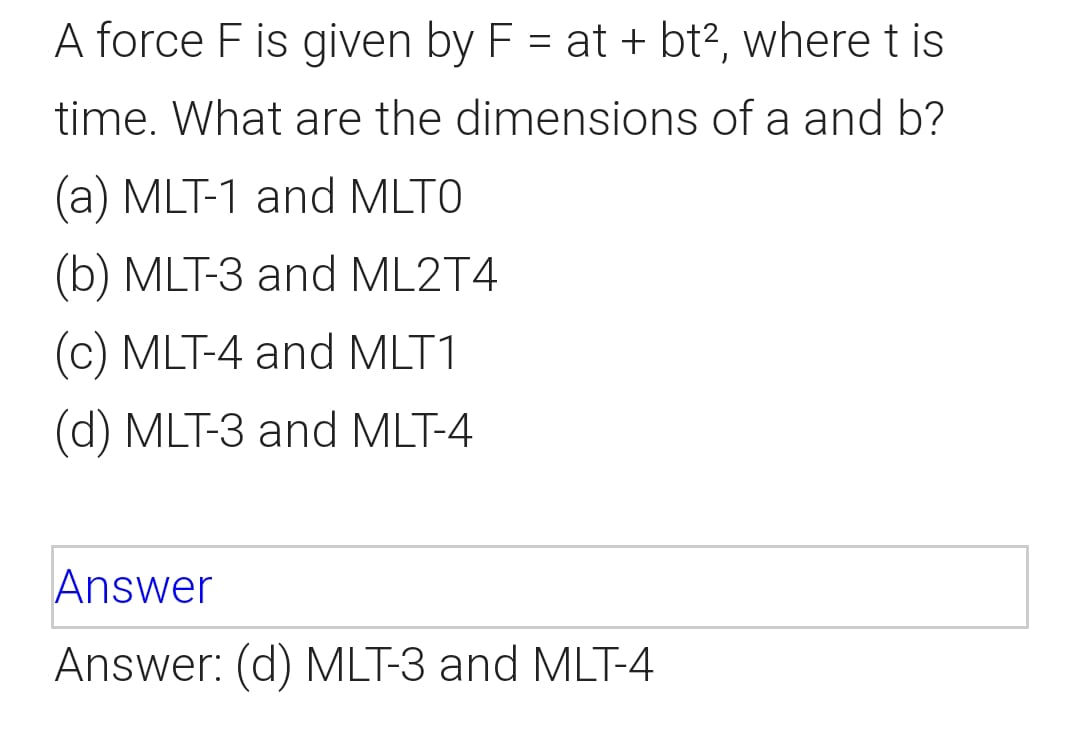 A force F is given by F = at + bt², where t is
time. What are the dimensions of a and b?
(a) MLT-1 and MLT0
(b) MLT-3 and ML2T4
(c) MLT-4 and MLT1
(d) MLT-3 and MLT-4
Answer
Answer: (d) MLT-3 and MLT-4